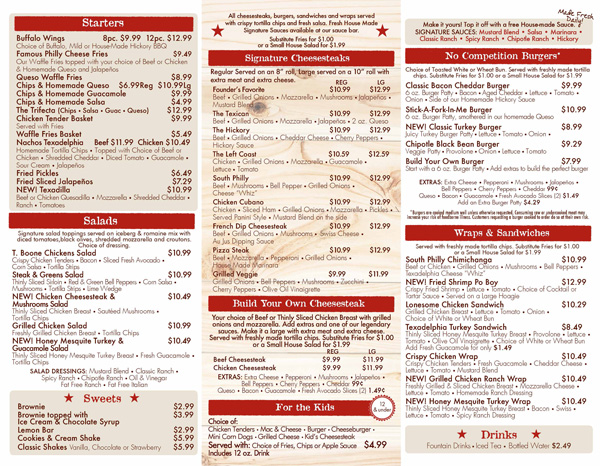 Starters
Buffalo Wings 8pc. $9.99 12pc. $12.99
Choice of Buffalo, Mild or House-Made Hickory BBQ
Famous Philly Cheese Fries $9.49
Our Waffle Fries topped with your choice of Beef or Chicken
& Homemade Queso and Jalapeños
Queso Waffle Fries $8.99
Chips & Homemade Queso $6.99reg $10.99lg
Chips & Homemade Guacamole $9.99
Chips & Homemade Salsa $4.99
The Trifecta (Chips • Salsa • Guac • Queso) $12.99
Chicken Tender Basket $9.99
Served with Fries
Waffle Fries Basket $5.49
Nachos Texadelphia Beef $11.99 Chicken $10.49
Homemade Tortilla Chips • Topped with Choice of Beef or
Chicken • Shredded Cheddar • Diced Tomato • Guacamole •
Sour Cream • Jalapeños
Fried Pickles $6.49
Fried Sliced Jalapeños $7.29
NEW! Texadilla $10.99
Beef or Chicken Quesadilla • Mozzarella • Shredded Cheddar •
Ranch • Tomatoes
Salads
Signature salad toppings served on iceberg & romaine mix with
diced tomatoes, black olives, shredded mozzarella and croutons.
Choice of dressing.
T. Boone Chickens Salad $10.99
Crispy Chicken Tenders • Bacon • Sliced Fresh Avocado •
Corn Salsa • Tortilla Strips
Steak & Greens Salad $10.99
Thinly Sliced Sirloin • Red & Green Bell Peppers • Corn Salsa •
Mushrooms • Tortilla Strips • Lime Wedge
NEW! Chicken Cheesesteak & $10.49
Mushrooms Salad
Thinly Sliced Chicken Breast • Sautéed Mushrooms •
Tortilla Chips
Grilled Chicken Salad $10.99
Freshly Grilled Chicken Breast • Tortilla Chips
NEW! Honey Mesquite Turkey & $10.49
Guacamole Salad
Thinly Sliced Honey Mesquite Turkey Breast • Fresh Guacamole •
Tortilla Chips
SALAD DRESSINGS: Mustard Blend • Classic Ranch •
Spicy Ranch • Chipotle Ranch • Oil & Vinegar
Fat Free Ranch • Fat Free Italian
Sweets
Brownie $2.99
Brownie topped with $3.99
Ice Cream & Chocolate Syrup
Lemon Bar $2.99
Cookies & Cream Shake $5.99
Classic Shakes Vanilla, Chocolate or Strawberry $5.99
All cheesesteaks, burgers, sandwiches and wraps served
with crispy tortilla chips and fresh salsa. Fresh House Made
Signature Sauces available at our sauce bar.
Substitute Fries for $1.00
or a Small House Salad for $1.99
Signature Cheesesteaks
Regular Served on an 8" roll, Large served on a 10" roll with
extra meat and extra cheese.
REG LG
Founder's Favorite $10.99 $12.99
Beef • Grilled Onions • Mozzarella • Mushrooms • Jalapeños •
Mustard Blend
The Texican $10.99 $12.99
Beef • Grilled Onions • Mozzarella • Jalapeños • 2 oz. Queso
The Hickory $10.99 $12.99
Beef • Grilled Onions • Cheddar Cheese • Cherry Peppers •
Hickory Sauce
The Left Coast $10.59 $12.59
Chicken • Grilled Onions • Mozzarella • Guacamole •
Lettuce • Tomato
South Philly $10.99 $12.99
Beef • Mushrooms • Bell Pepper • Grilled Onions •
Cheese "Whiz"
Chicken Cubano $10.99 $12.99
Chicken • Sliced Ham • Grilled Onions • Mozzarella • Pickles •
Served Panini Style • Mustard Blend on the side
French Dip Cheesesteak $10.99 $12.99
Beef • Grilled Onions • Mushrooms • Swiss Cheese •
Au Jus Dipping Sauce
Pizza Steak $10.99 $12.99
Beef • Mozzarella • Pepperoni • Grilled Onions •
House Made Marinara
Grilled Veggie $9.99 $11.99
Grilled Onions • Bell Peppers • Mushrooms • Zucchini •
Cherry Peppers • Olive Oil Vinaigrette
Build Your Own Cheesesteak
Your choice of Beef or Thinly Sliced Chicken Breast with grilled
onions and mozzarella. Add extras and one of our legendary
sauces. Make it a large with extra meat and extra cheese.
Served with freshly made tortilla chips. Substitute Fries for $1.00
or a Small House Salad for $1.99
REG LG
Beef Cheesesteak $9.99 $11.99
Chicken Cheesesteak $9.99 $11.99
EXTRAS: Extra Cheese • Pepperoni • Mushrooms • Jalapeños •
Bell Peppers • Cherry Peppers • Cheddar 99¢
Queso • Bacon • Guacamole • Fresh Avocado Slices (2) 1.49¢
For the Kids
12
& under
Choice of:
Chicken Tenders • Mac & Cheese • Burger • Cheeseburger •
Mini Corn Dogs • Grilled Cheese • Kid's Cheesesteak
Served with: Choice of Fries, Chips or Apple Sauce $4.99
Includes 12 oz. Drink
Made Fresh
Daily!
Make it yours! Top it off with a free House-made Sauce.
SIGNATURE SAUCES: Mustard Blend • Salsa • Marinara •
Classic Ranch • Spicy Ranch • Chipotle Ranch • Hickory
No Competition Burgers*
Choice of Toasted White or Wheat Bun. Served with freshly made tortilla
chips. Substitute Fries for $1.00 or a Small House Salad for $1.99
Classic Bacon Cheddar Burger $9.99
6 oz. Burger Patty • Bacon • Aged Cheddar • Lettuce • Tomato •
Onion • Side of our Homemade Hickory Sauce
Stick-A-Fork-In-Me Burger $10.99
6 oz. Burger Patty, smothered in our homemade Queso
NEW! Classic Turkey Burger $8.99
Juicy Turkey Burger Patty • Lettuce • Tomato • Onion •
Chipotle Black Bean Burger $9.29
Veggie Patty • Provolone • Onion • Lettuce • Tomato
Build Your Own Burger $7.99
Start with a 6 oz. Burger Patty • Add extras to build the perfect burger
EXTRAS: Extra Cheese • Pepperoni • Mushrooms • Jalapeños •
Bell Peppers • Cherry Peppers • Cheddar 99¢
Queso • Bacon • Guacamole • Fresh Avocado Slices (2) $1.49
Add an Extra Burger Patty $4.29
*Burgers are cooked medium well unless otherwise requested. Consuming raw or undercooked meat may
increase your risk of foodborne illness. Customers requesting a burger cooked to order do so at their own risk.
Wraps & Sandwiches
Served with freshly made tortilla chips. Substitute Fries for $1.00
or a Small House Salad for $1.99
South Philly Chimichanga $10.99
Beef or Chicken • Grilled Onions • Mushrooms • Bell Peppers •
Texadelphia Cheese "Whiz"
NEW! Fried Shrimp Po Boy $12.99
Crispy Fried Shrimp • Lettuce • Tomato • Choice of Cocktail or
Tartar Sauce • Served on a Large Hoagie
Lonesome Chicken Sandwich $10.29
Grilled Chicken Breast • Lettuce • Tomato • Onion •
Choice of White or Wheat Bun
Texadelphia Turkey Sandwich $8.49
Thinly Sliced Honey Mesquite Turkey Breast • Provolone • Lettuce •
Tomato • Olive Oil Vinaigrette • Choice of White or Wheat Bun
Add Fresh Guacamole for only $1.49
Crispy Chicken Wrap $10.49
Crispy Chicken Tenders • Fresh Guacamole • Cheddar Cheese •
Lettuce • Tomato • Mustard Blend
NEW! Grilled Chicken Ranch Wrap $10.49
Freshly Grilled & Sliced Chicken Breast • Mozzarella Cheese •
Lettuce • Tomato • Homemade Ranch Dressing
NEW! Honey Mesquite Turkey Wrap $10.49
Thinly Sliced Honey Mesquite Turkey Breast • Bacon • Swiss •
Lettuce • Tomato • Spicy Ranch Dressing
Drinks
Fountain Drinks • Iced Tea • Bottled Water $2.49